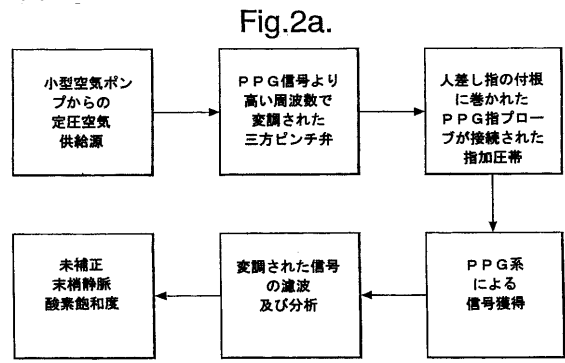 Fig.2a.
小型空気ポン
プからの
定圧空気
供給源
PPG信号より
高い周波数で
変調された
三方ピンチ弁
人差し指の付根
に巻かれた
PPG指プロー
ブが接続された
指加圧帯
PPG系
による
信号獲得
変調された信号
の濾波
及び分析
未補正
末梢静脈
酸素飽和度